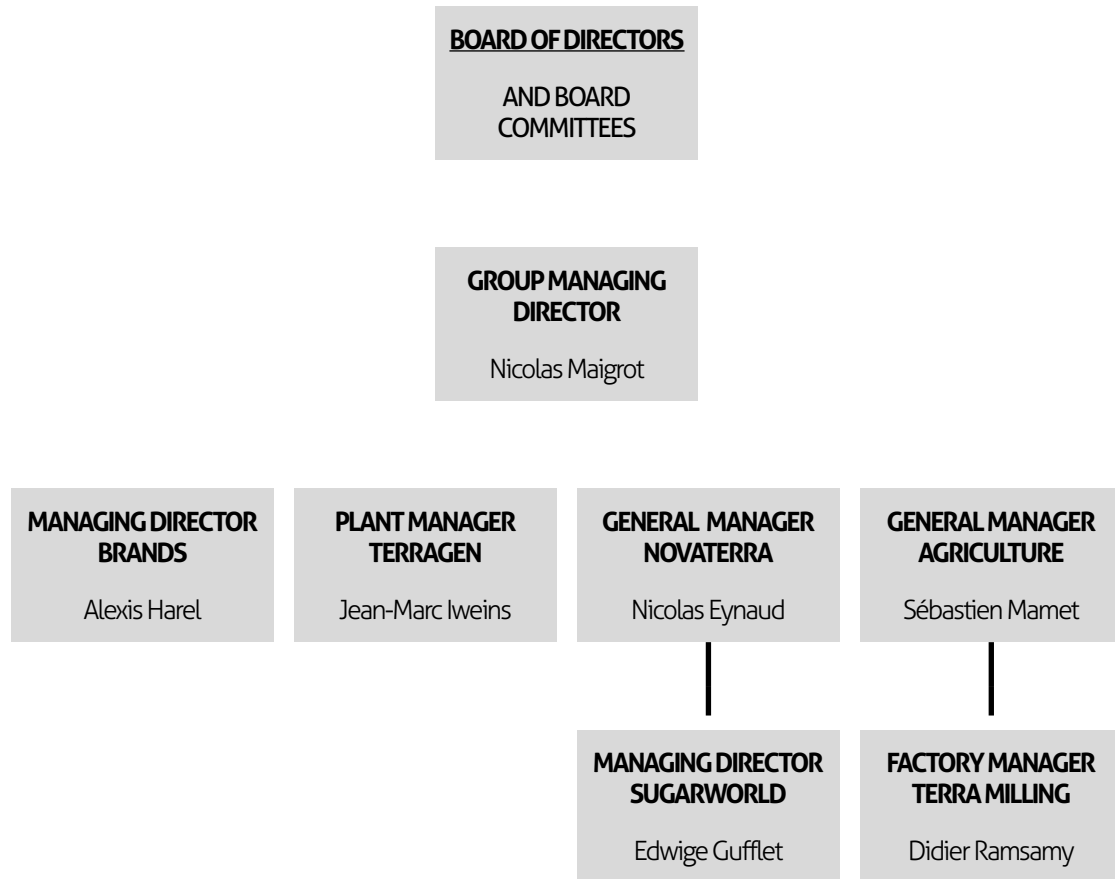 BOARD OF DIRECTORS
AND BOARD
COMMITTEES
GROUP MANAGING
DIRECTOR
Nicolas Maigrot
MANAGING DIRECTOR
BRANDS
Alexis Harel
PLANT MANAGER
TERRAGEN
Jean-Marc Iweins
GENERAL MANAGER
NOVATERRA
Nicolas Eynaud
GENERAL MANAGER
AGRICULTURE
Sébastien Mamet
MANAGING DIRECTOR
SUGARWORLD
Edwige Gufflet
FACTORY MANAGER
TERRA MILLING
Didier Ramsamy